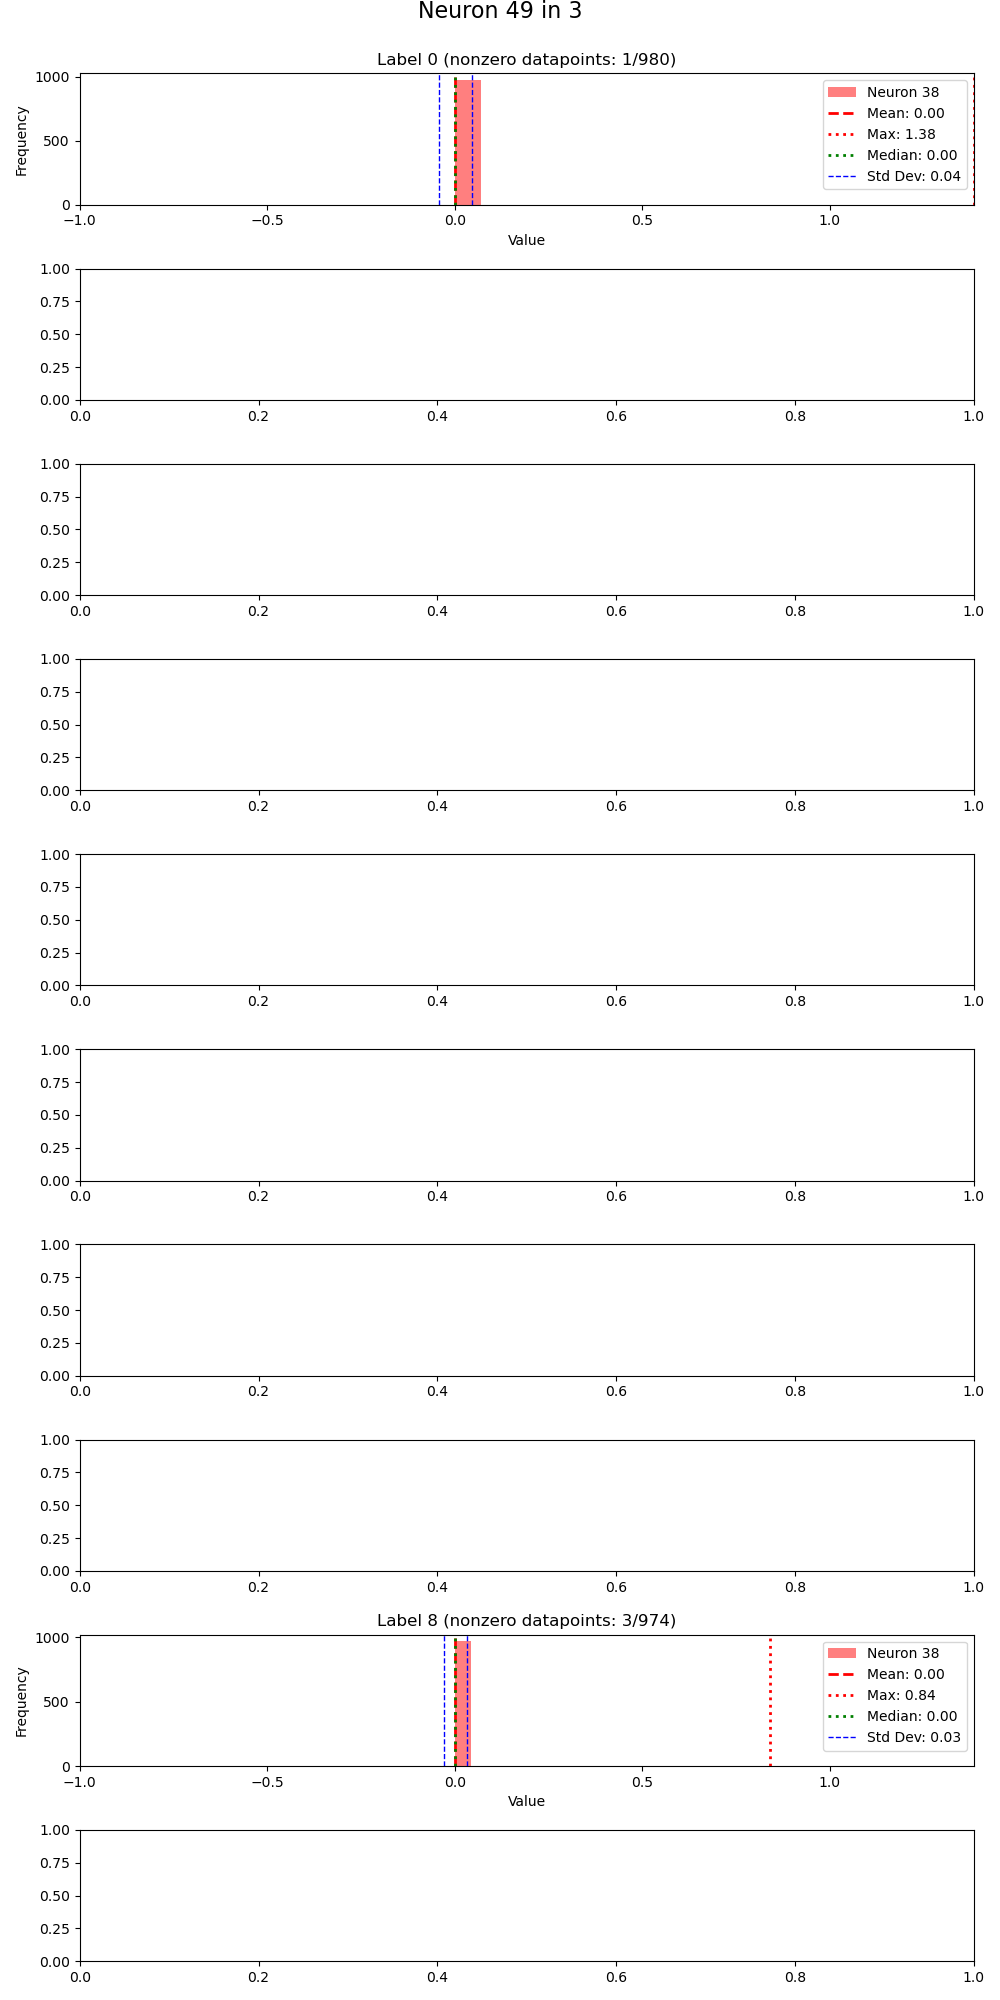 Neuron 49 in 3
Label 0 (nonzero datapoints: 1/980)
Frequency
1000
500
0
Neuron 38
Mean: 0.00
Max: 1.38
Median: 0.00
Std Dev: 0.04
−1.0 −0.5 0.0 0.5 1.0
Value
1.00
0.75
0.50
0.25
0.00
0.0 0.2 0.4 0.6 0.8 1.0
1.00
0.75
0.50
0.25
0.00
0.0 0.2 0.4 0.6 0.8 1.0
1.00
0.75
0.50
0.25
0.00
0.0 0.2 0.4 0.6 0.8 1.0
1.00
0.75
0.50
0.25
0.00
0.0 0.2 0.4 0.6 0.8 1.0
1.00
0.75
0.50
0.25
0.00
0.0 0.2 0.4 0.6 0.8 1.0
1.00
0.75
0.50
0.25
0.00
0.0 0.2 0.4 0.6 0.8 1.0
1.00
0.75
0.50
0.25
0.00
0.0 0.2 0.4 0.6 0.8 1.0
Label 8 (nonzero datapoints: 3/974)
Frequency
1000
500
0
Neuron 38
Mean: 0.00
Max: 0.84
Median: 0.00
Std Dev: 0.03
−1.0 −0.5 0.0 0.5 1.0
Value
1.00
0.75
0.50
0.25
0.00
0.0 0.2 0.4 0.6 0.8 1.0